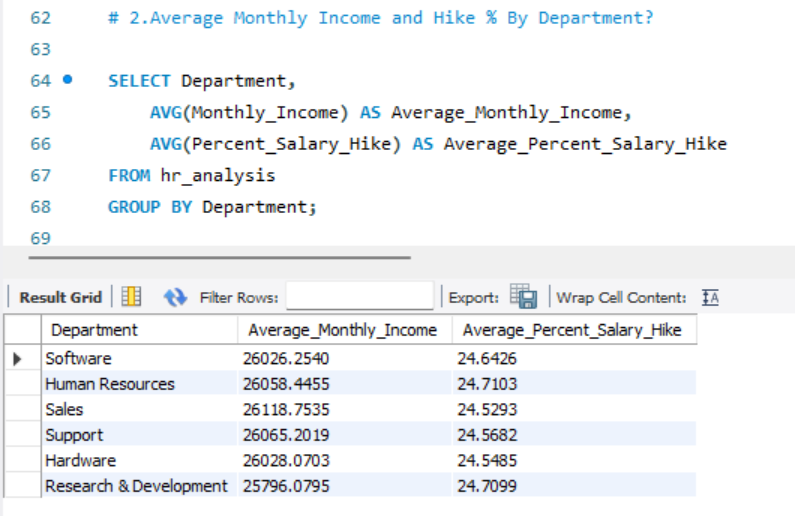 62 # 2.Average Monthly Income and Hike % By Department?
63
64 SELECT Department,
65 AVG(Monthly_Income) AS Average_Monthly_Income,
66 AVG(Percent_Salary_Hike) AS Average_Percent_Salary_Hike
67 FROM hr_analysis
68 GROUP BY Department;
69
Result Grid Filter Rows: Export: Wrap Cell Content: IA
Department Average_Monthly_Income Average_Percent_Salary_Hike
Software 26026.2540 24.6426
Human Resources 26058.4455 24.7103
Sales 26118.7535 24.5293
Support 26065.2019 24.5682
Hardware 26028.0703 24.5485
Research & Development 25796.0795 24.7099